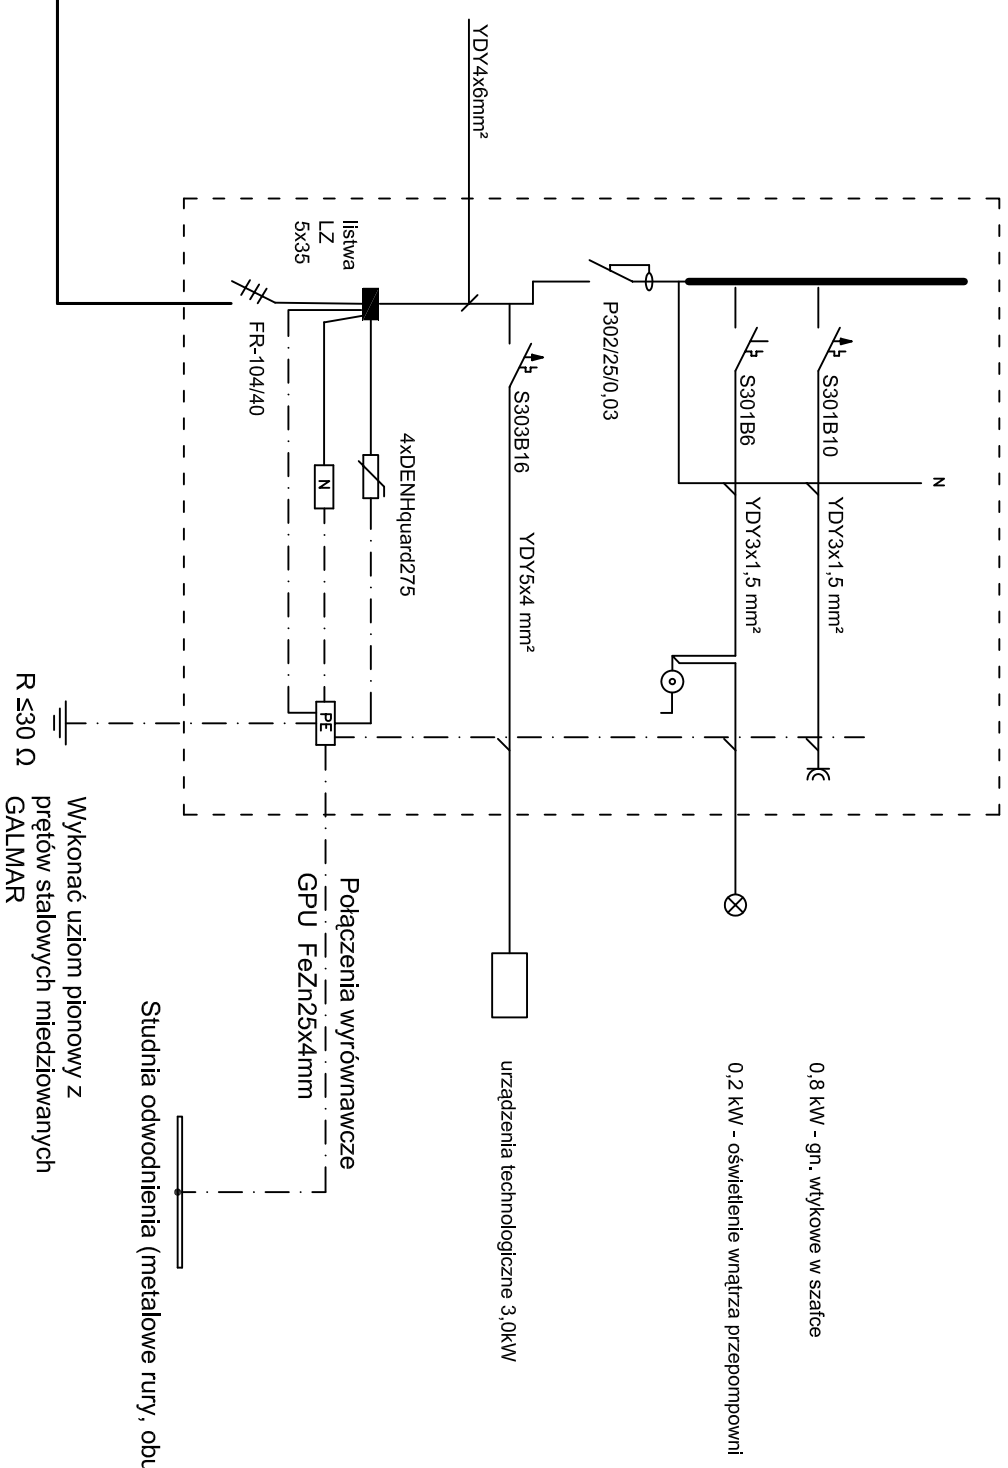 YDY4x6mm²
listwa
LZ
5x35
FR-104/40
4xDENHquard275
N
PE
P302/25/0,03
S303B16
YDY5x4 mm²
S301B6
YDY3x1,5 mm²
S301B10
YDY3x1,5 mm²
N
0,8 kW - gn. wtykowe w szafce
0,2 kW - oświetlenie wnątrza przepompowni
urządzenia technologiczne 3,0kW
Połączenia wyrównawcze
GPU FeZn25x4mm
Studnia odwodnienia (metalowe rury, obu
R ≤30 Ω
Wykonać uziom pionowy z
prętów stalowych miedziowanych
GALMAR